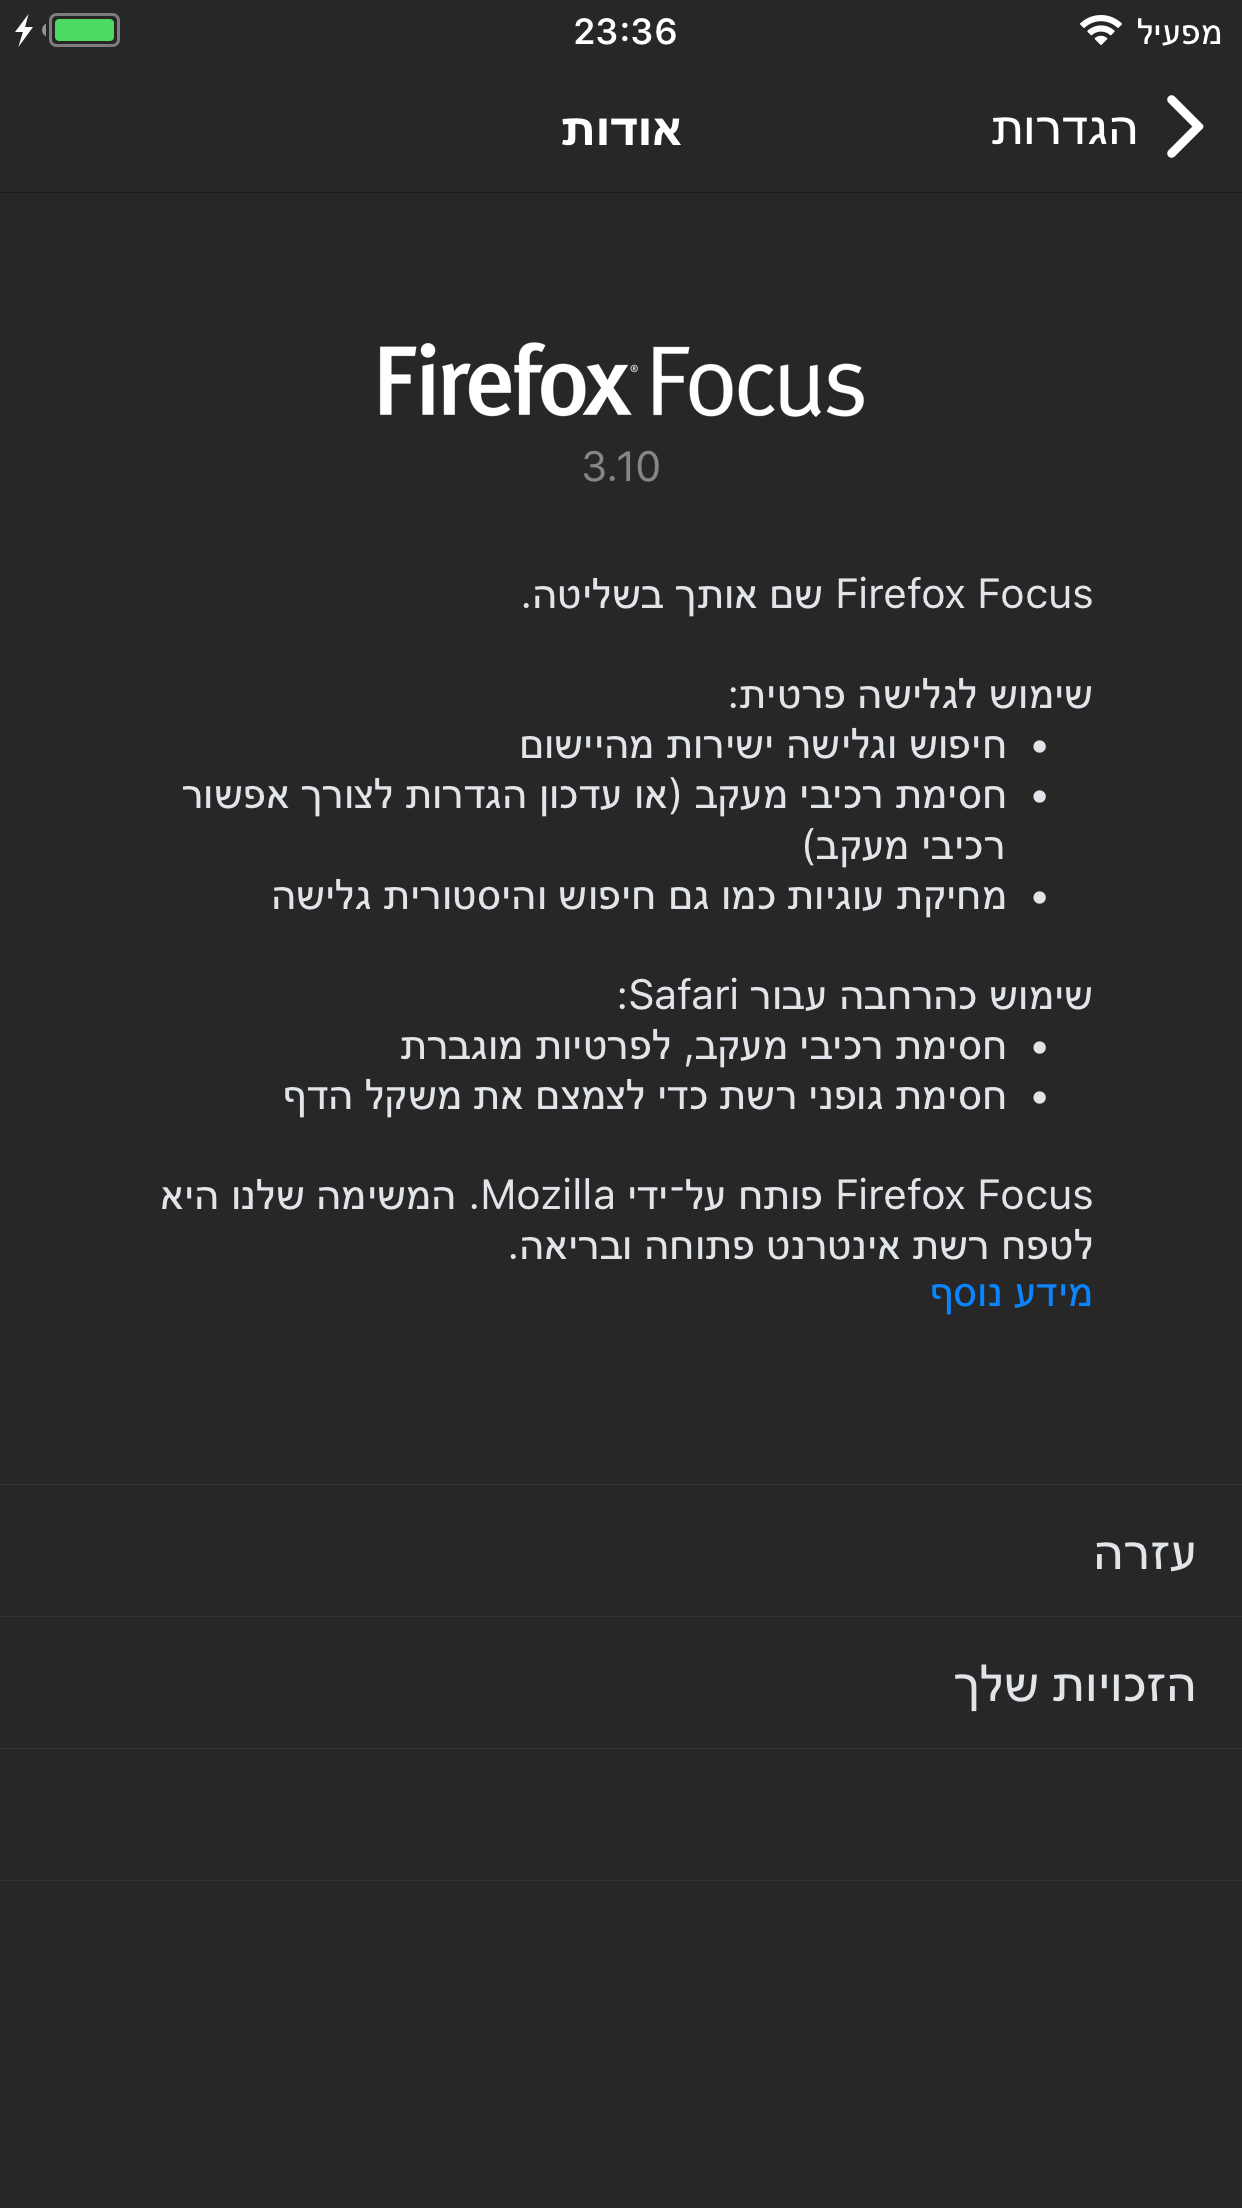 מפעיל
23:36
הגדרות
אודות
Firefox® Focus
3.10
Firefox Focus שם אותך בשליטה.
שימוש לגלישה פרטית:
• חיפוש וגלישה ישירות מהיישום
• חסימת רכיבי מעקב (או עדכון הגדרות לצורך אפשור
רכיבי מעקב)
• מחיקת עוגיות כמו גם חיפוש והיסטורית גלישה
שימוש כהרחבה עבור Safari:
• חסימת רכיבי מעקב, לפרטיות מוגברת
• חסימת גופני רשת כדי לצמצם את משקל הדף
Firefox Focus פותח על־ידי Mozilla. המשימה שלנו היא
לטפח רשת אינטרנט פתוחה ובריאה.
מידע נוסף
עזרה
הזכויות שלך